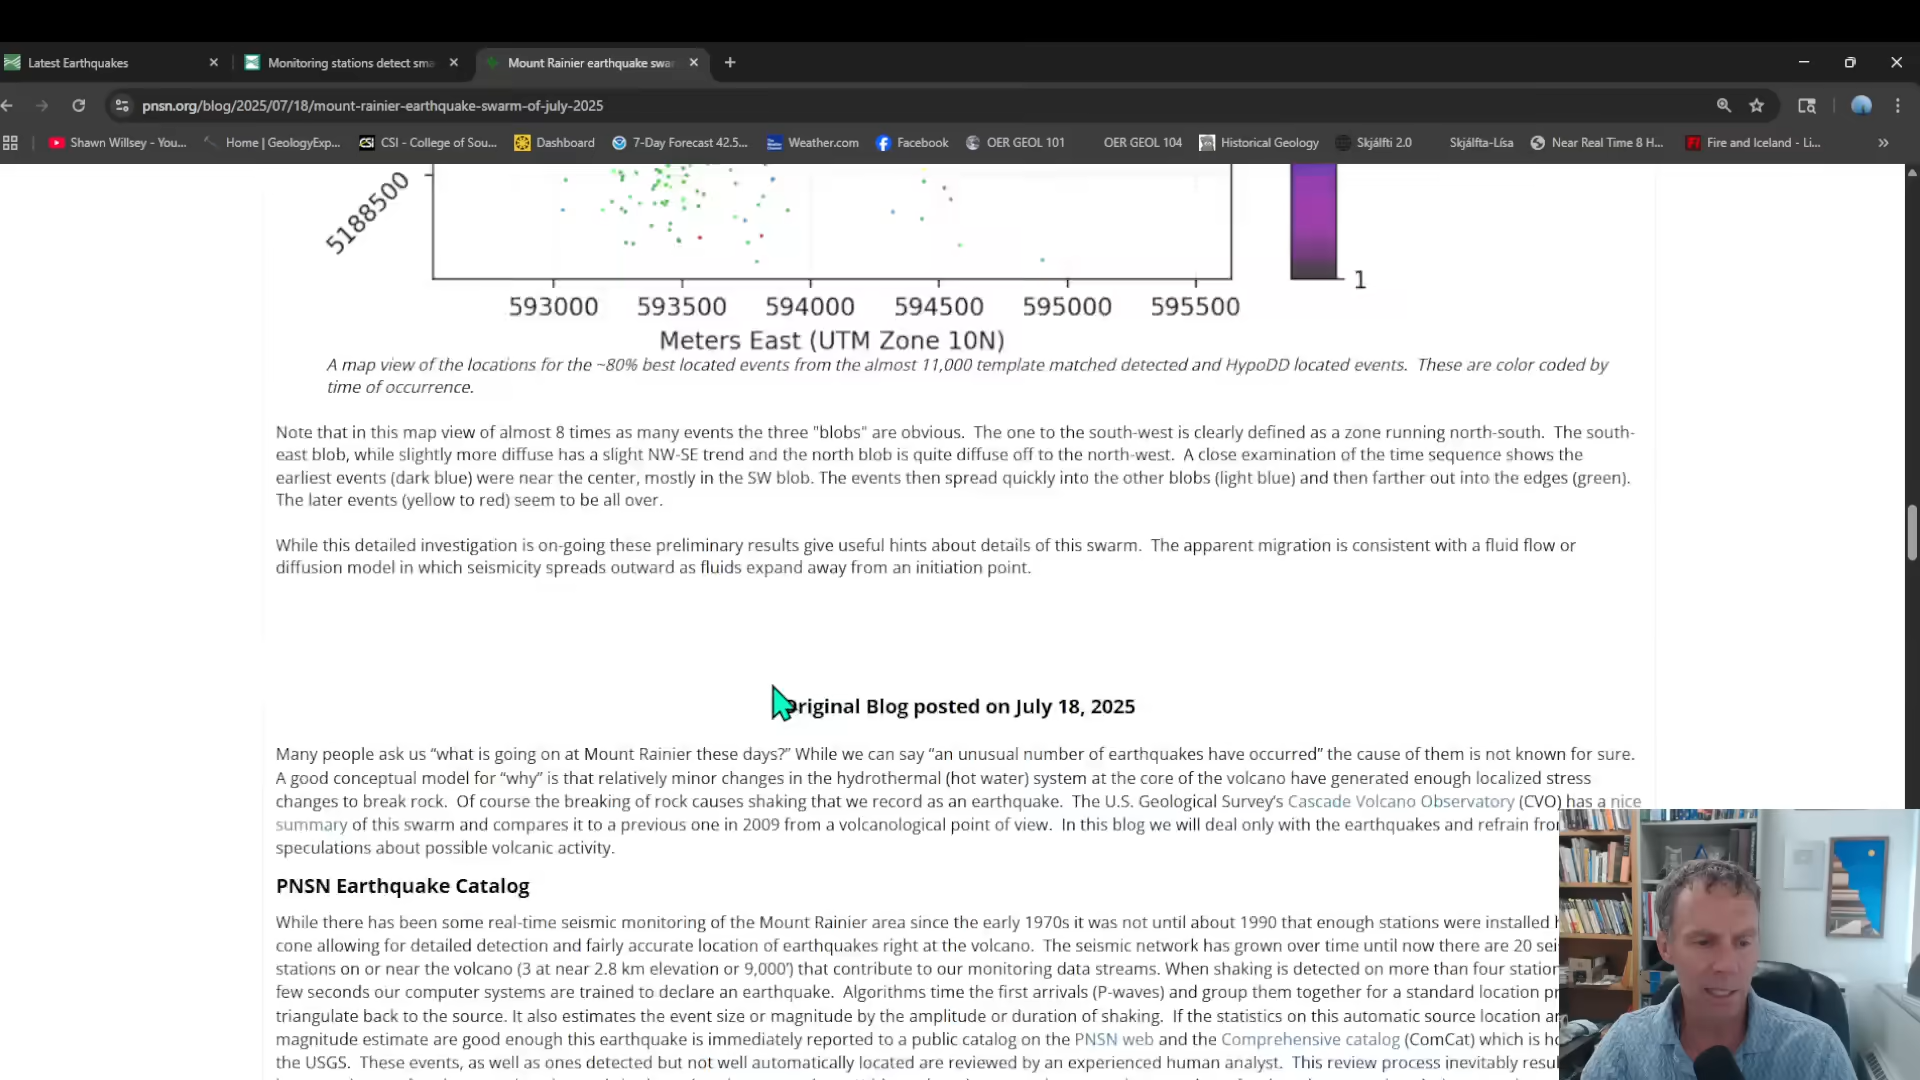 Latest Earthquakes
Monitoring stations detect sma
Mount Rainier earthquake swar
pnsn.org/blog/2025/07/18/mount-rainier-earthquake-swarm-of-july-2025
Shawn Willsey - You... Home | GeologyExp... CSI - College of Sou... Dashboard 7-Day Forecast 42.5... Weather.com Facebook OER GEOL 101 OER GEOL 104 Historical Geology Skjálfti 2.0 Skjálfta-Lísa Near Real Time 8 H... Fire and Iceland - Li...
5188500
1
593000 593500 594000 594500 595000 595500
Meters East (UTM Zone 10N)
A map view of the locations for the ~80% best located events from the almost 11,000 template matched detected and HypoDD located events. These are color coded by
time of occurrence.
Note that in this map view of almost 8 times as many events the three "blobs" are obvious. The one to the south-west is clearly defined as a zone running north-south. The south-
east blob, while slightly more diffuse has a slight NW-SE trend and the north blob is quite diffuse off to the north-west. A close examination of the time sequence shows the
earliest events (dark blue) were near the center, mostly in the SW blob. The events then spread quickly into the other blobs (light blue) and then farther out into the edges (green).
The later events (yellow to red) seem to be all over.
While this detailed investigation is on-going these preliminary results give useful hints about details of this swarm. The apparent migration is consistent with a fluid flow or
diffusion model in which seismicity spreads outward as fluids expand away from an initiation point.
Original Blog posted on July 18, 2025
Many people ask us “what is going on at Mount Rainier these days?” While we can say “an unusual number of earthquakes have occurred” the cause of them is not known for sure.
A good conceptual model for “why” is that relatively minor changes in the hydrothermal (hot water) system at the core of the volcano have generated enough localized stress
changes to break rock. Of course the breaking of rock causes shaking that we record as an earthquake. The U.S. Geological Survey’s Cascade Volcano Observatory (CVO) has a nice
summary of this swarm and compares it to a previous one in 2009 from a volcanological point of view. In this blog we will deal only with the earthquakes and refrain from
speculations about possible volcanic activity.
PNSN Earthquake Catalog
While there has been some real-time seismic monitoring of the Mount Rainier area since the early 1970s it was not until about 1990 that enough stations were installed
cone allowing for detailed detection and fairly accurate location of earthquakes right at the volcano. The seismic network has grown over time until now there are 20 sei
stations on or near the volcano (3 at near 2.8 km elevation or 9,000’) that contribute to our monitoring data streams. When shaking is detected on more than four station
few seconds our computer systems are trained to declare an earthquake. Algorithms time the first arrivals (P-waves) and group them together for a standard location pr
triangulate back to the source. It also estimates the event size or magnitude by the amplitude or duration of shaking. If the statistics on this automatic source location an
magnitude estimate are good enough this earthquake is immediately reported to a public catalog on the PNSN web and the Comprehensive catalog (ComCat) which is ho
the USGS. These events, as well as ones detected but not well automatically located are reviewed by an experienced human analyst. This review process inevitably resul